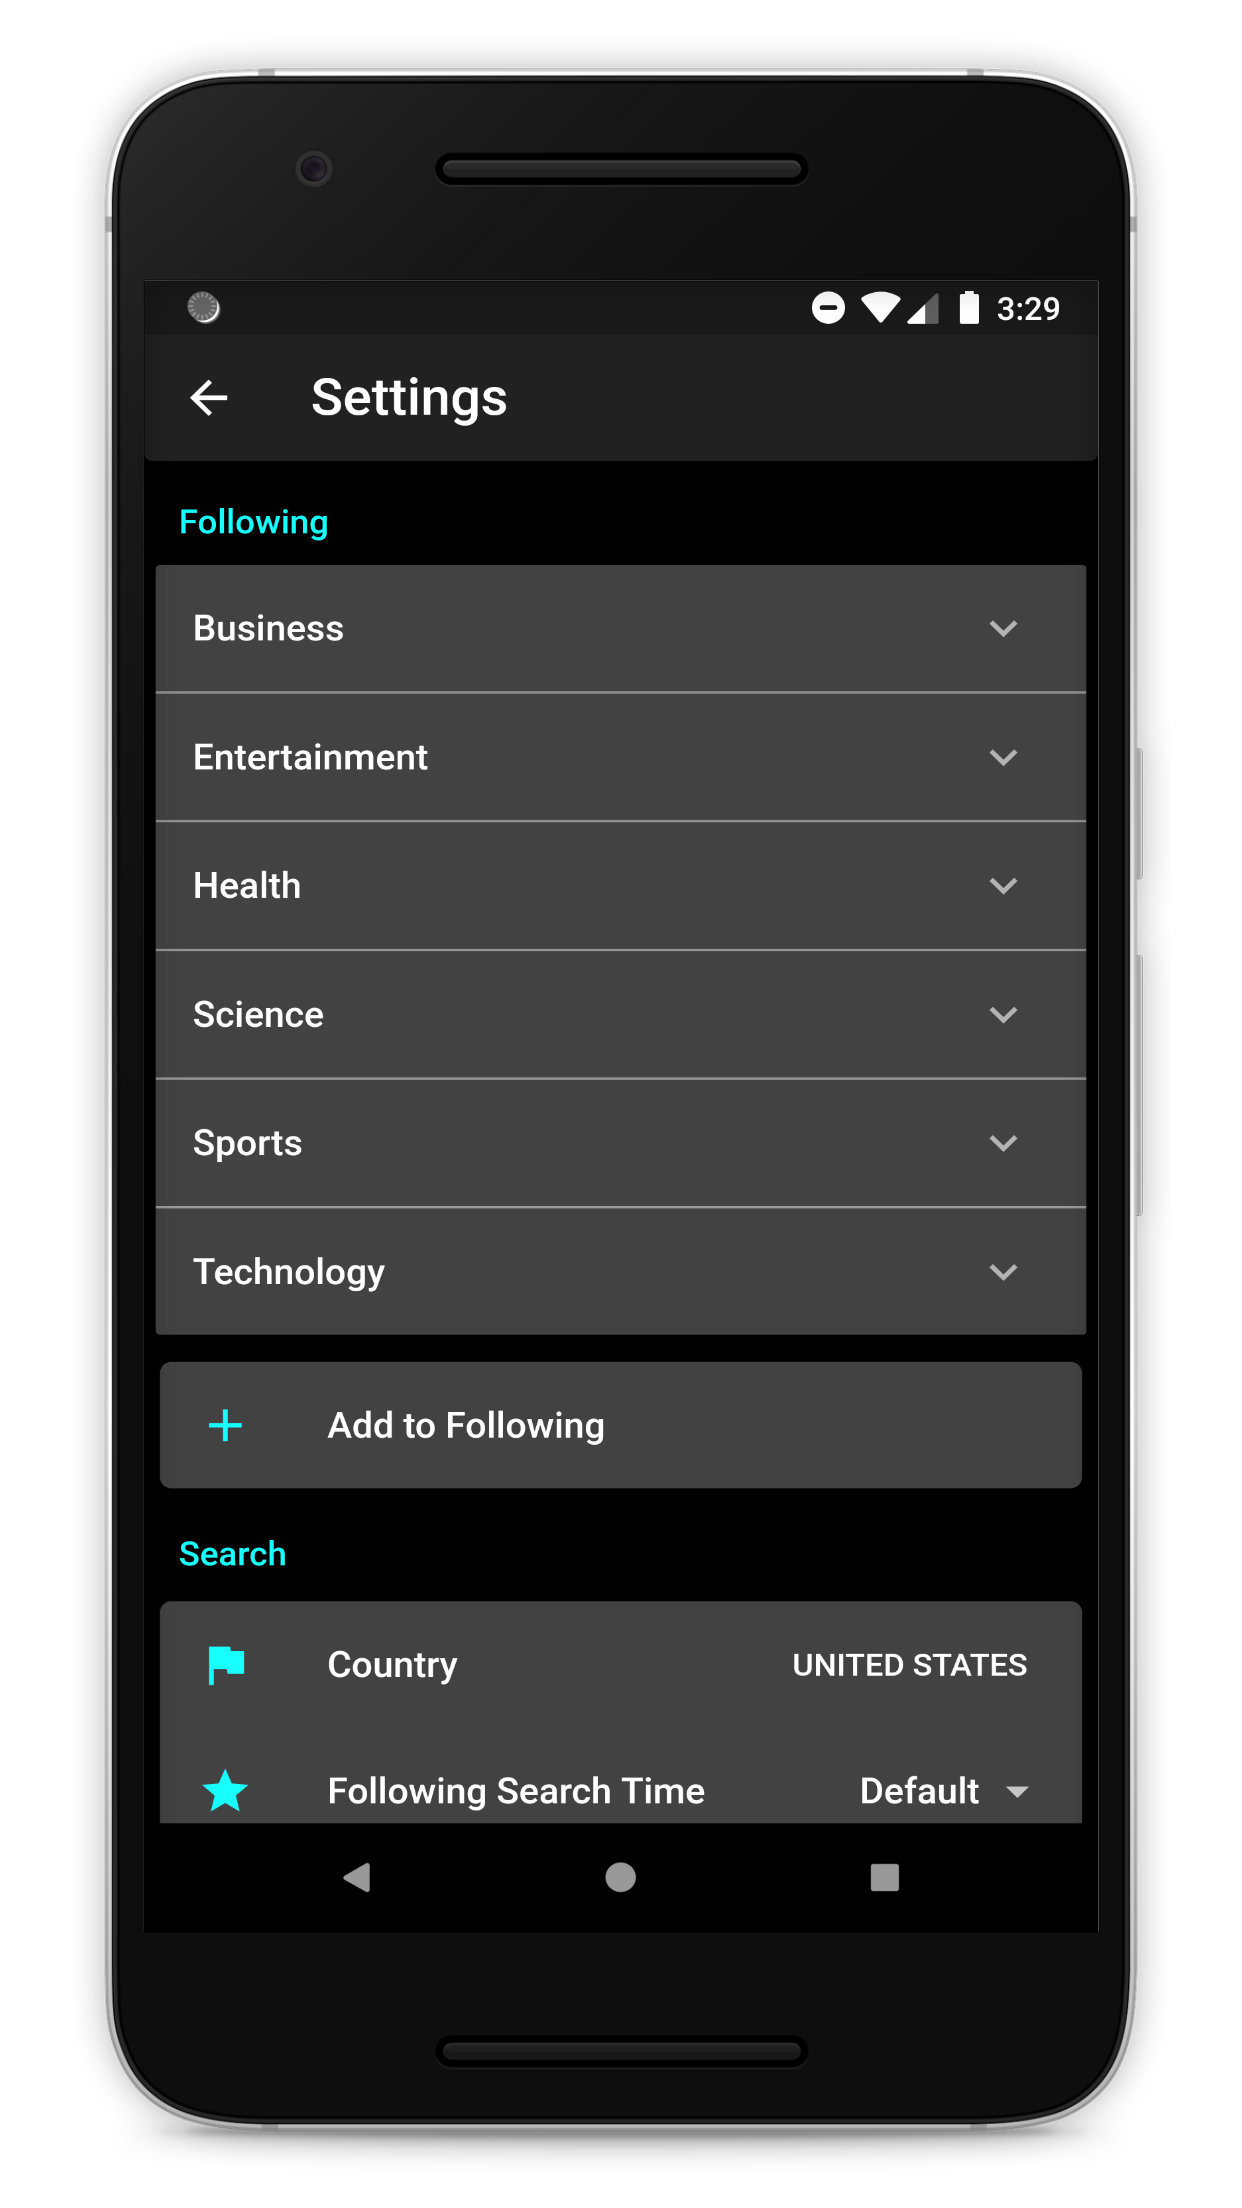 3:29
Settings
Following
Business
Entertainment
Health
Science
Sports
Technology
Add to Following
Search
Country UNITED STATES
Following Search Time Default